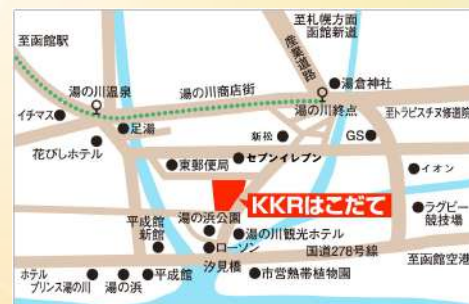 至札幌方面
函館新道
至函館駅
産業道路
湯倉神社
湯の川温泉
湯の川商店街
湯の川終点
イチマス
至トラピスチヌ修道院
足湯
新松
GS
花びしホテル
セブンイレブン
東郵便局
イオン
KKRはこだて
ラグビー
競技場
湯の浜公園
平成館
新館
湯の川観光ホテル
ローソン
国道278号線
汐見橋
至函館空港
ホテル
プリンス湯の川
湯の浜
平成館
市営熱帯植物園